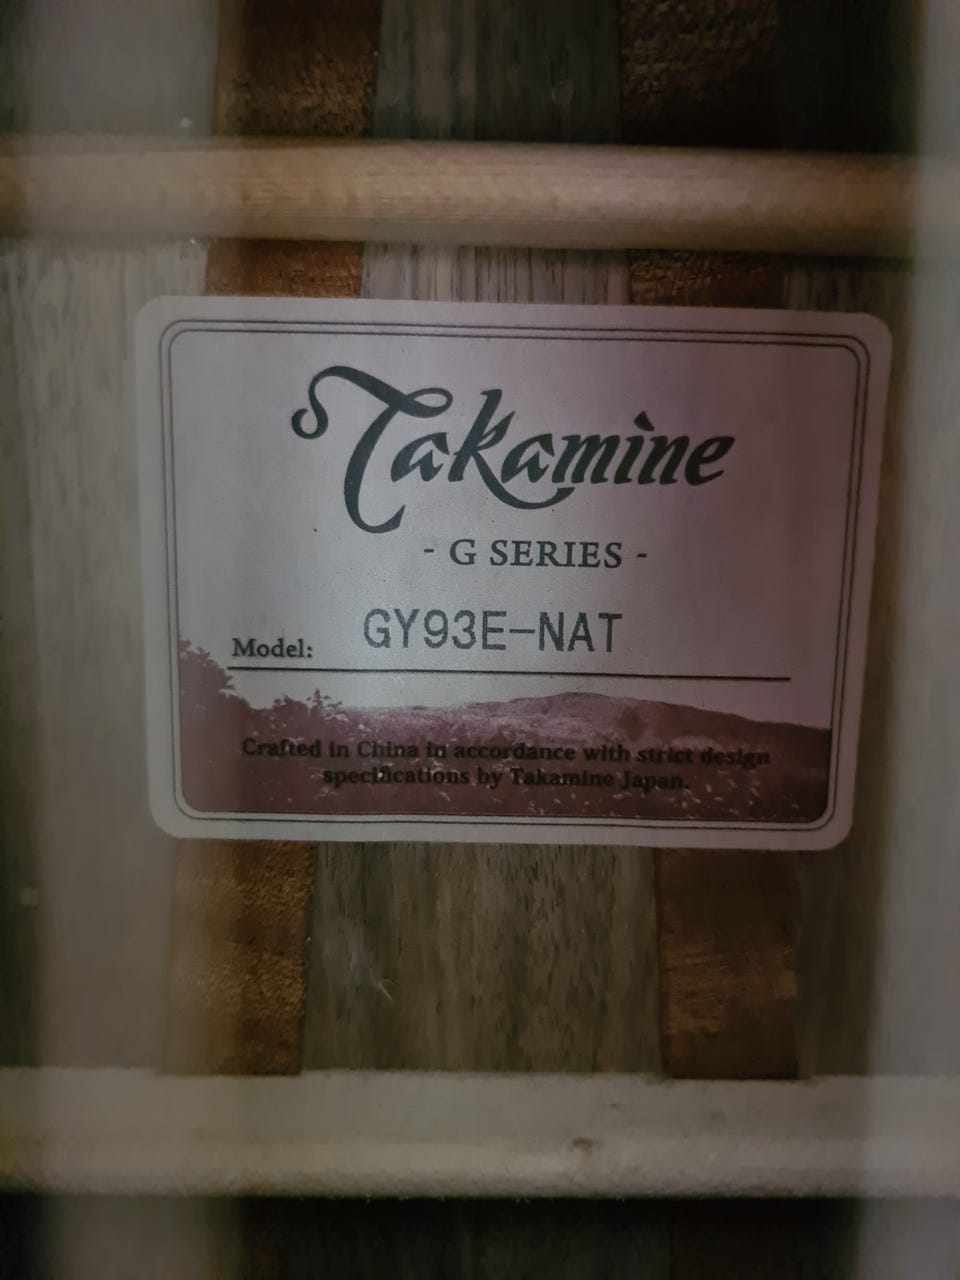 Takamine
- G SERIES -
Model: GY93E-NAT
Crafted in China in accordance with strict design
specifications by Takamine Japan.